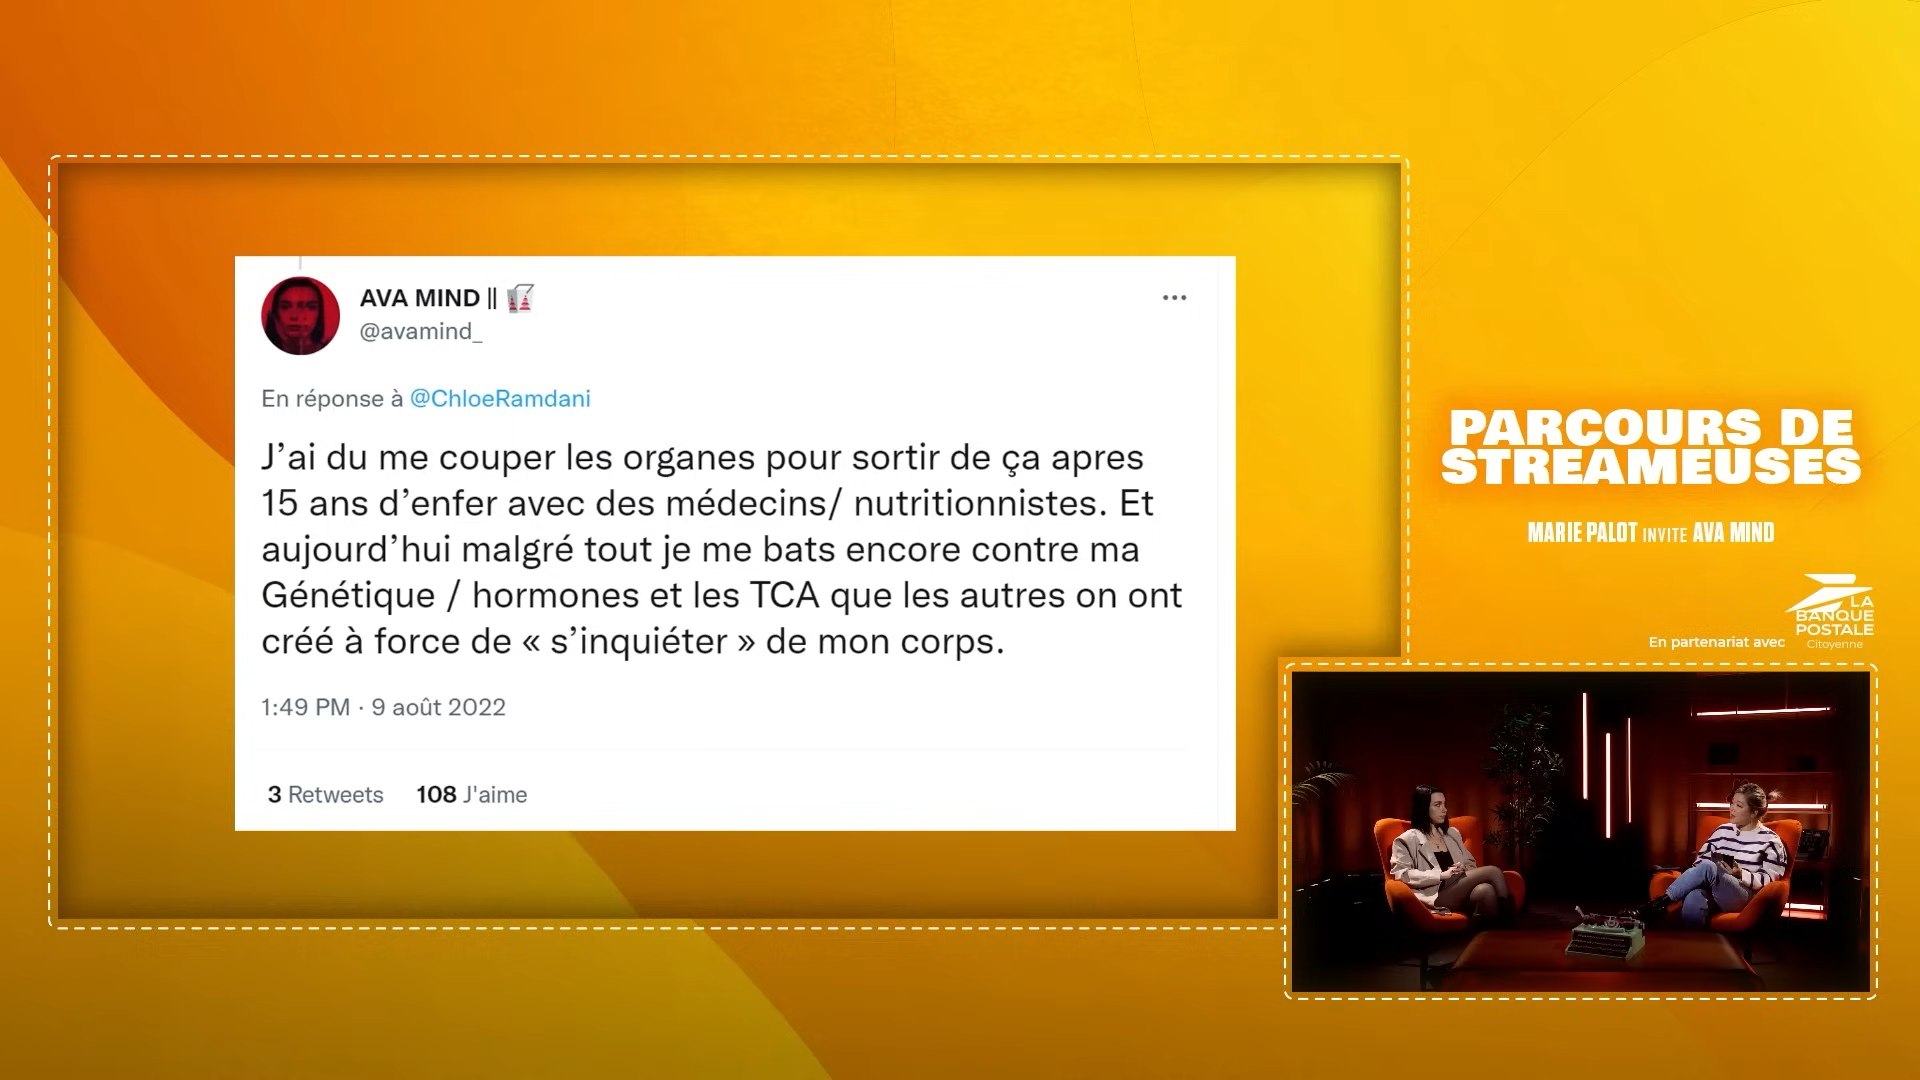 AVA MIND ||
@avamind_
En réponse à @ChloeRamdani
J’ai du me couper les organes pour sortir de ça apres
15 ans d’enfer avec des médecins/ nutritionnistes. Et
aujourd’hui malgré tout je me bats encore contre ma
Génétique / hormones et les TCA que les autres on ont
créé à force de « s’inquiéter » de mon corps.
1:49 PM · 9 août 2022
3 Retweets 108 J'aime
PARCOURS DE
STREAMEUSES
MARIE PALOT INVITE AVA MIND
En partenariat avec
LA
BANQUE
POSTALE
Citoyenne